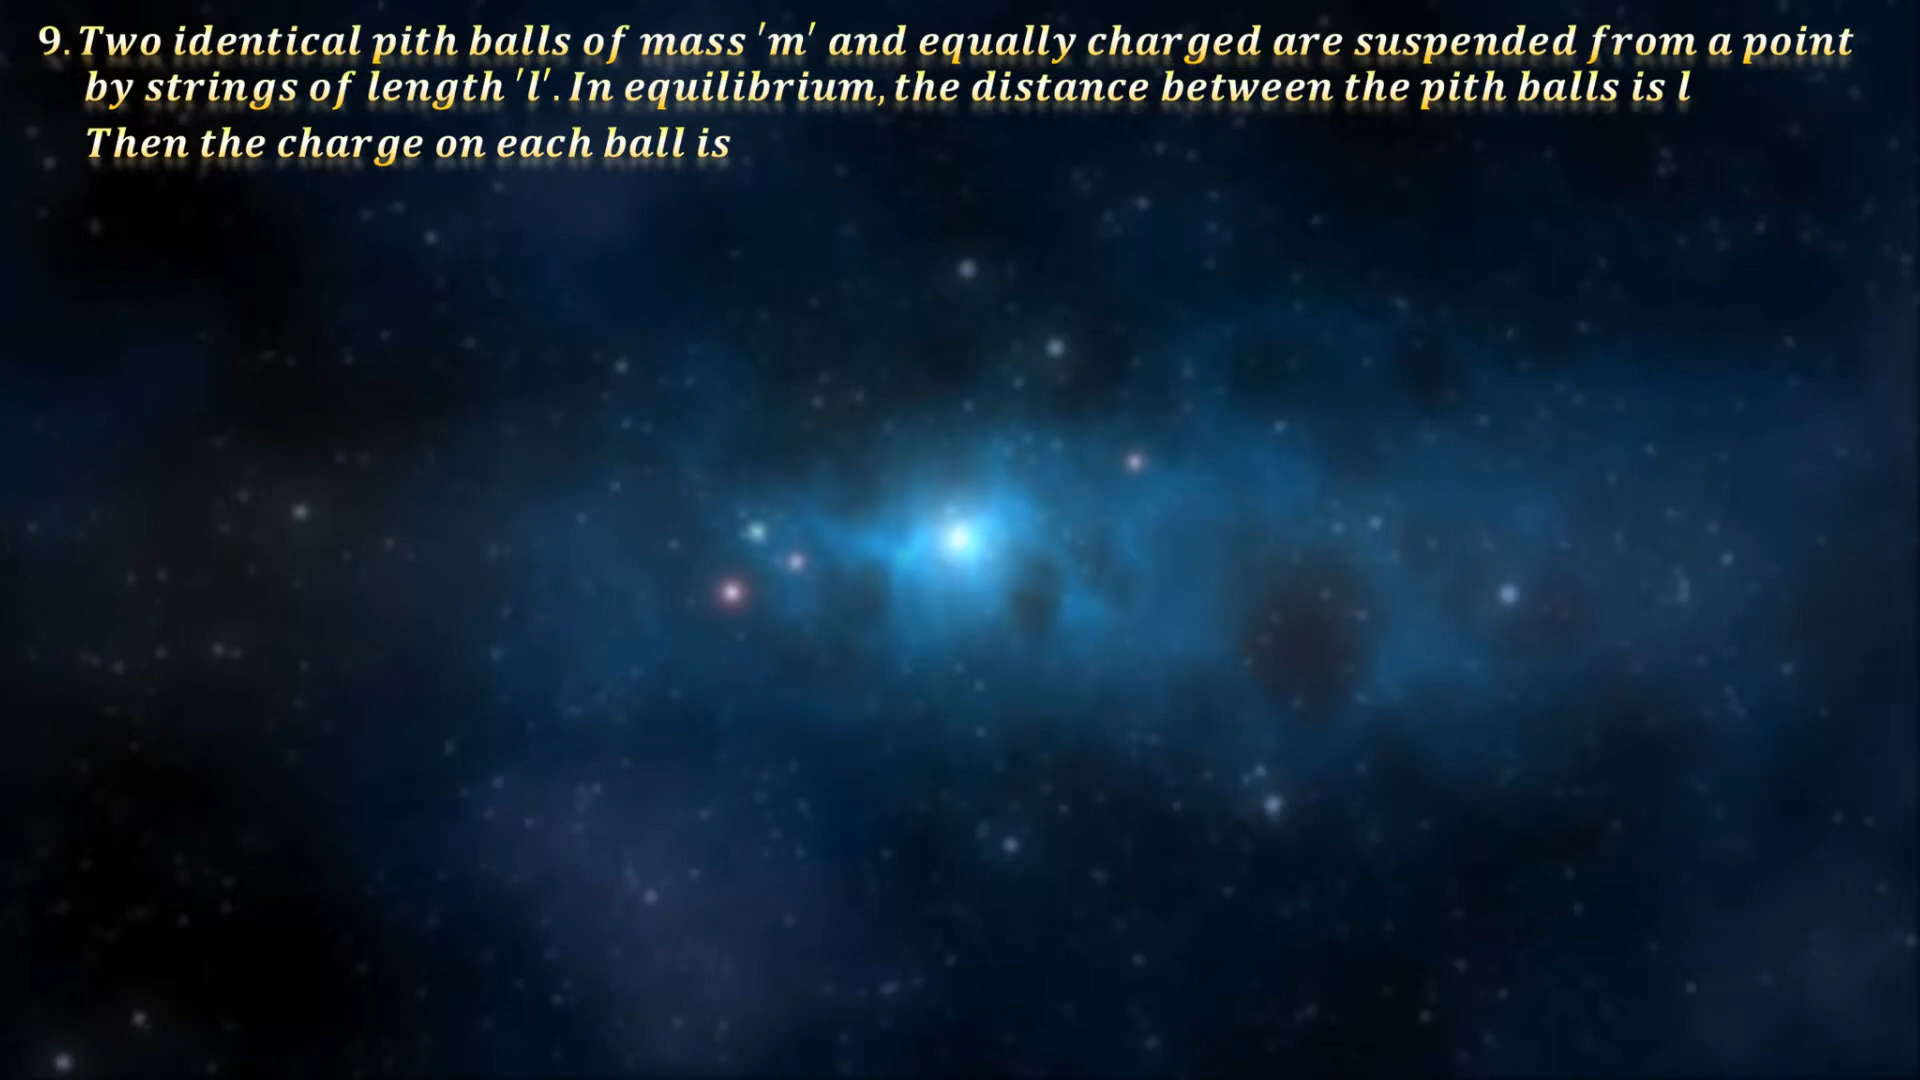 9. Two identical pith balls of mass 'm' and equally charged are suspended from a point
by strings of length 'l'. In equilibrium, the distance between the pith balls is l
Then the charge on each ball is